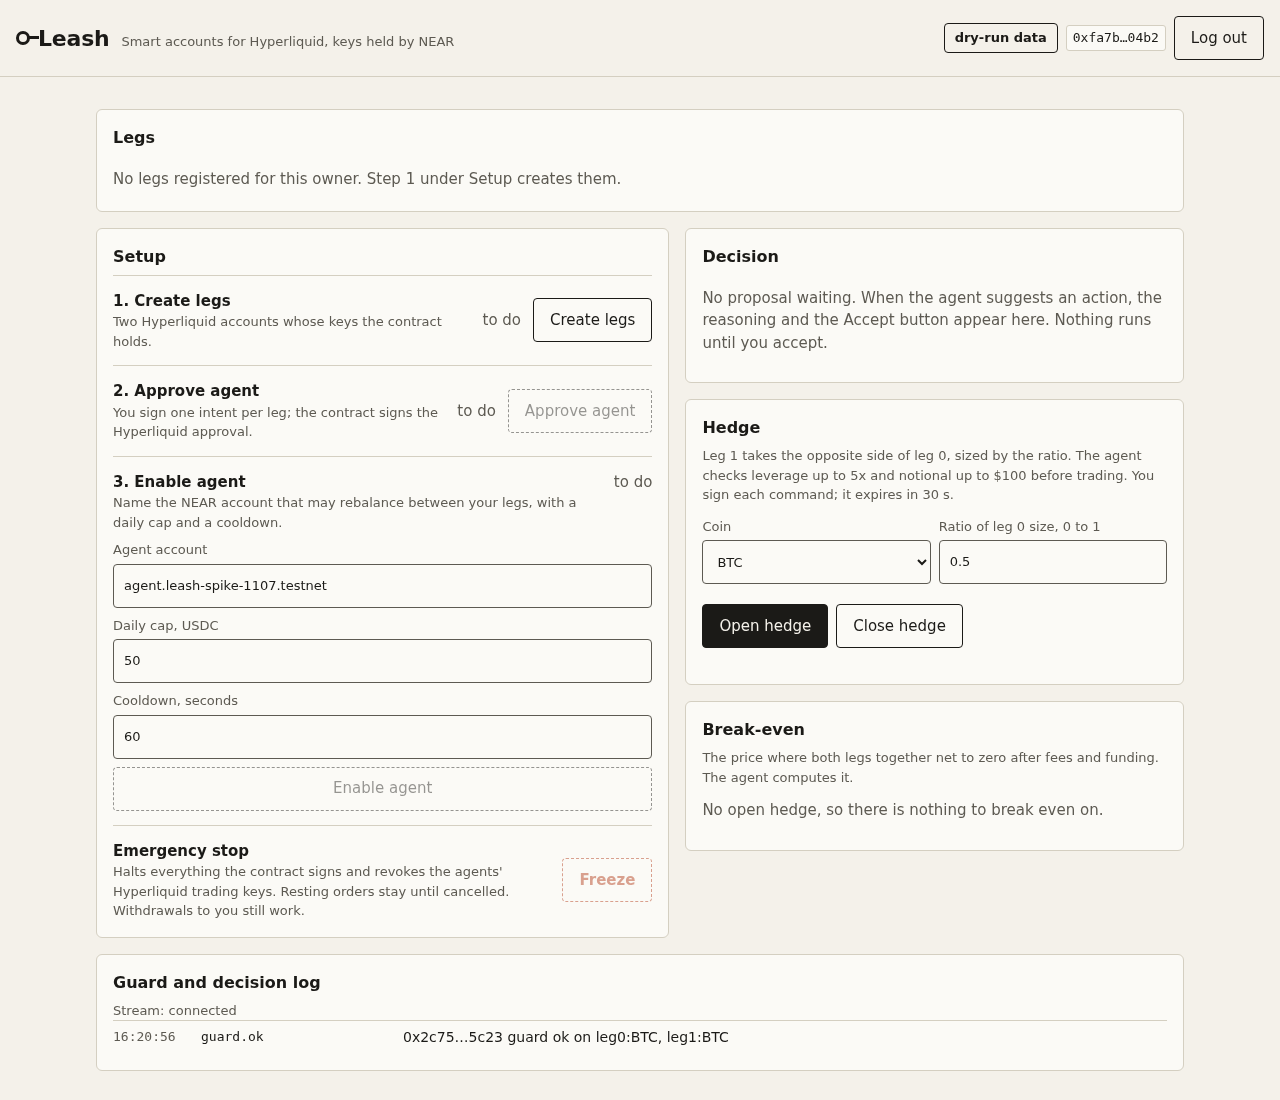 Leash Smart accounts for Hyperliquid, keys held by NEAR
dry-run data 0xfa7b…04b2 Log out
Legs
No legs registered for this owner. Step 1 under Setup creates them.
Setup
1. Create legs
Two Hyperliquid accounts whose keys the contract
holds.
to do Create legs
2. Approve agent
You sign one intent per leg; the contract signs the
Hyperliquid approval.
to do Approve agent
3. Enable agent
to do
Name the NEAR account that may rebalance between your legs, with a
daily cap and a cooldown.
Agent account
agent.leash-spike-1107.testnet
Daily cap, USDC
50
Cooldown, seconds
60
Enable agent
Emergency stop
Halts everything the contract signs and revokes the agents'
Hyperliquid trading keys. Resting orders stay until cancelled.
Withdrawals to you still work.
Freeze
Decision
No proposal waiting. When the agent suggests an action, the
reasoning and the Accept button appear here. Nothing runs
until you accept.
Hedge
Leg 1 takes the opposite side of leg 0, sized by the ratio. The agent
checks leverage up to 5x and notional up to $100 before trading. You
sign each command; it expires in 30 s.
Coin Ratio of leg 0 size, 0 to 1
BTC 0.5
Open hedge Close hedge
Break-even
The price where both legs together net to zero after fees and funding.
The agent computes it.
No open hedge, so there is nothing to break even on.
Guard and decision log
Stream: connected
16:20:56 guard.ok 0x2c75…5c23 guard ok on leg0:BTC, leg1:BTC